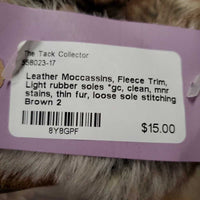 The Tack Collector
358023-17
Leather Moccassins, Fleece Trim,
Light rubber soles *gc, clean, mnr
stains, thin fur, loose sole stitching
Brown 2
8Y8GPF
$15.00